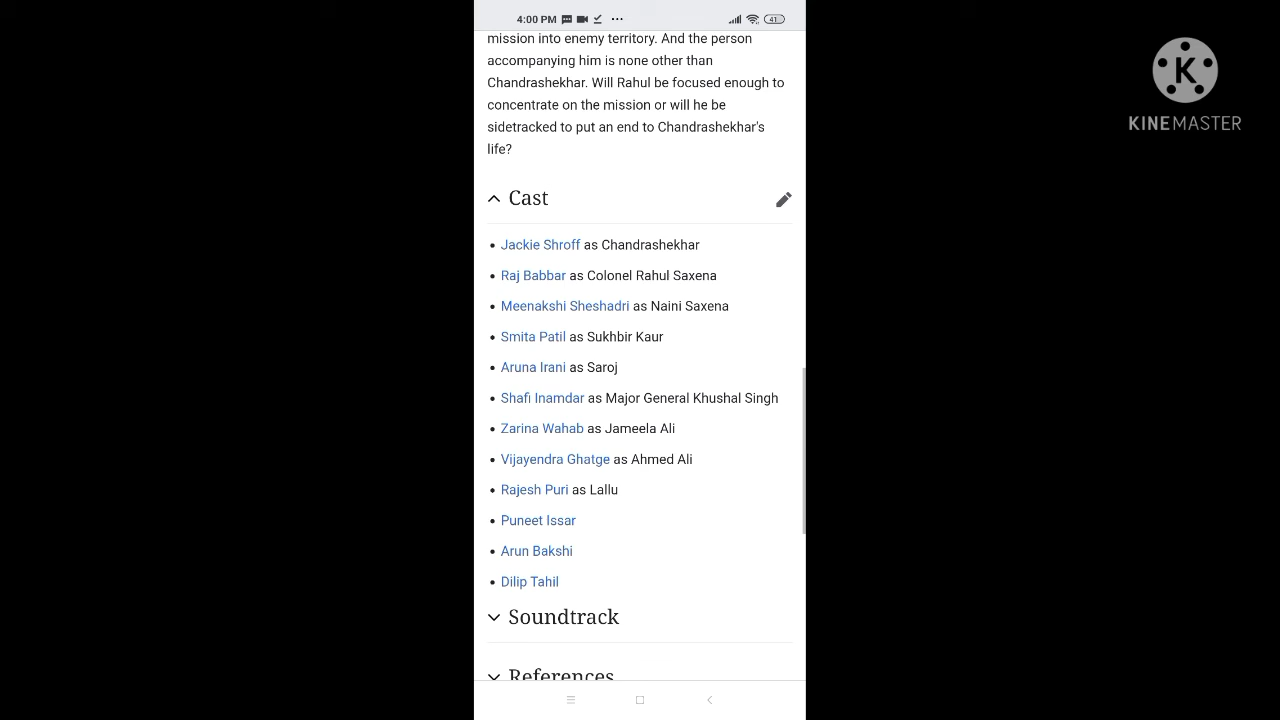 4:00 PM
41
K
KINEMASTER
mission into enemy territory. And the person
accompanying him is none other than
Chandrashekhar. Will Rahul be focused enough to
concentrate on the mission or will he be
sidetracked to put an end to Chandrashekhar's
life?
Cast
• Jackie Shroff as Chandrashekhar
• Raj Babbar as Colonel Rahul Saxena
• Meenakshi Sheshadri as Naini Saxena
• Smita Patil as Sukhbir Kaur
• Aruna Irani as Saroj
• Shafi Inamdar as Major General Khushal Singh
• Zarina Wahab as Jameela Ali
• Vijayendra Ghatge as Ahmed Ali
• Rajesh Puri as Lallu
• Puneet Issar
• Arun Bakshi
• Dilip Tahil
Soundtrack
References